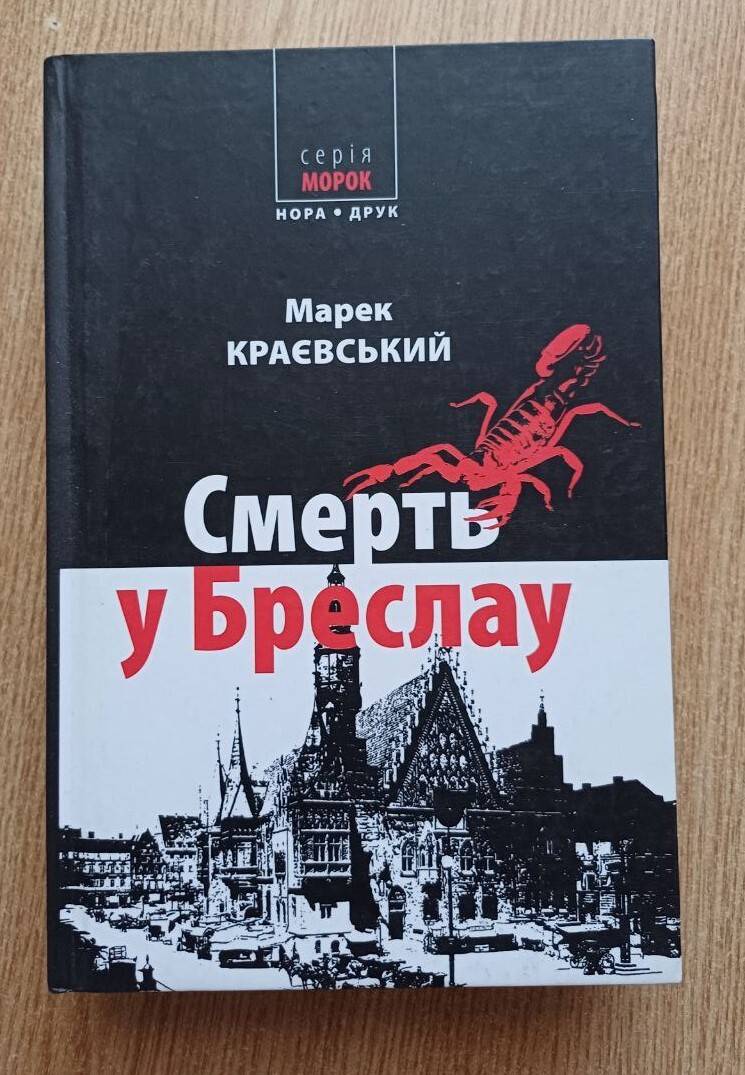 серія
МОРОК
НОРА • ДРУК
Марек
КРАЄВСЬКИЙ
Смерть
у Бреслау